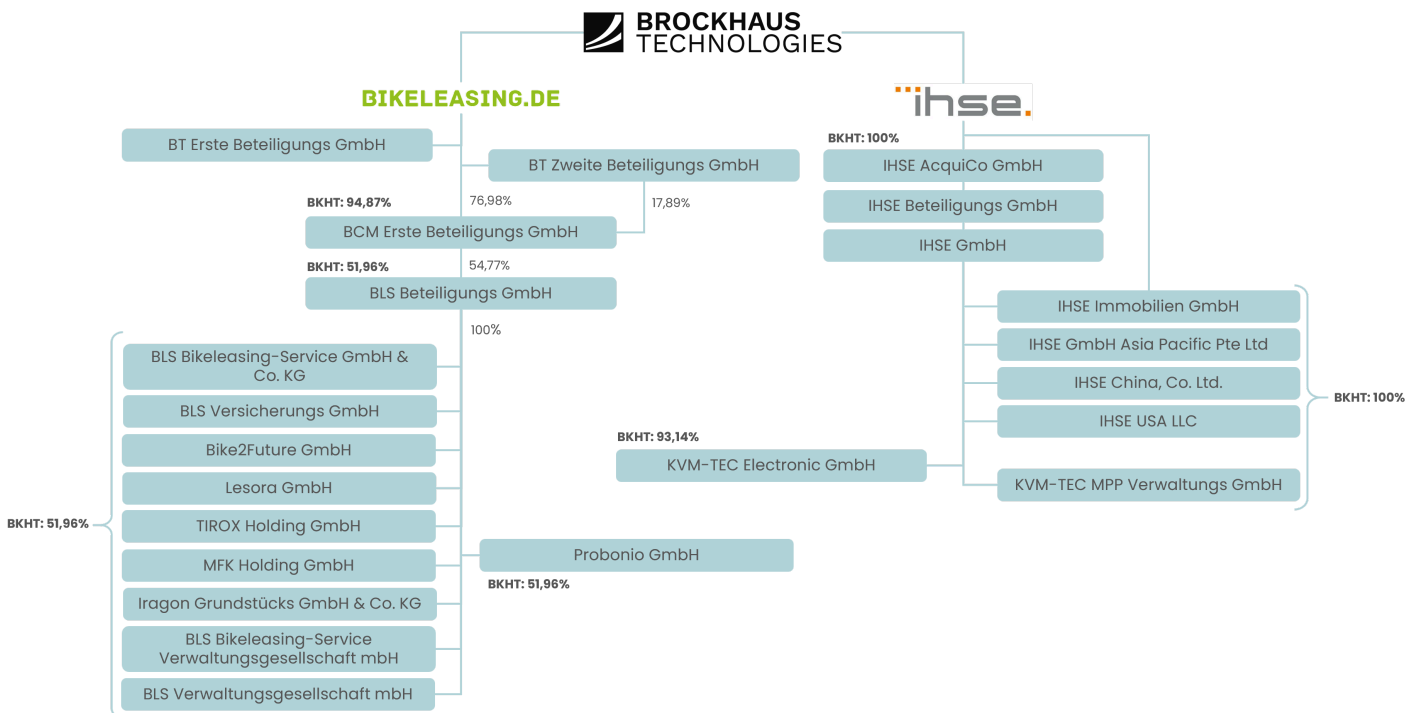 BROCKHAUS
TECHNOLOGIES
BIKELEASING.DE
BT Erste Beteiligungs GmbH
BT Zweite Beteiligungs GmbH
BKHT: 94,87%
76,98%
17,89%
BCM Erste Beteiligungs GmbH
BKHT: 51,96%
54,77%
BLS Beteiligungs GmbH
100%
BLS Bikeleasing-Service GmbH &
Co. KG
BLS Versicherungs GmbH
Bike2Future GmbH
Lesora GmbH
BKHT: 51,96%
TIROX Holding GmbH
MFK Holding GmbH
Iragon Grundstücks GmbH & Co. KG
BLS Bikeleasing-Service
Verwaltungsgesellschaft mbH
BLS Verwaltungsgesellschaft mbH
Probonio GmbH
BKHT: 51,96%
ihse.
BKHT: 100%
IHSE AcquiCo GmbH
IHSE Beteiligungs GmbH
IHSE GmbH
IHSE Immobilien GmbH
IHSE GmbH Asia Pacific Pte Ltd
IHSE China, Co. Ltd.
IHSE USA LLC
BKHT: 100%
BKHT: 93,14%
KVM-TEC Electronic GmbH
KVM-TEC MPP Verwaltungs GmbH